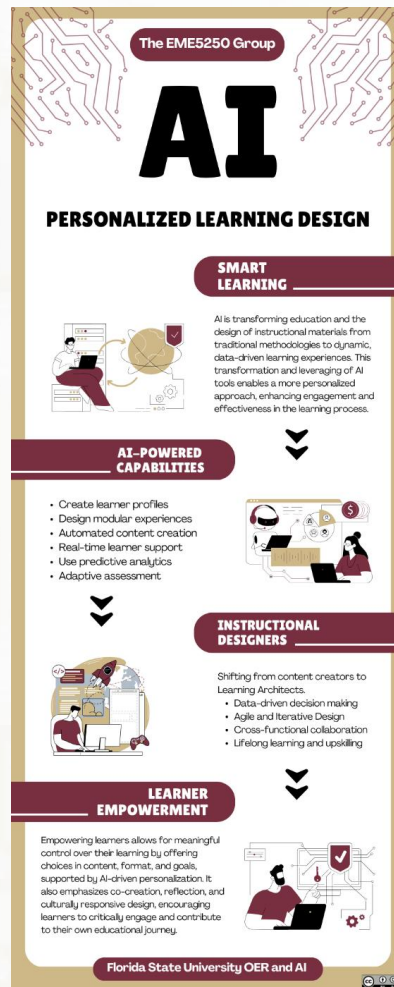 The EME5250 Group
AI
PERSONALIZED LEARNING DESIGN
SMART
LEARNING
AI is transforming education and the
design of instructional materials from
traditional methodologies to dynamic,
data-driven learning experiences. This
transformation and leveraging of AI
tools enables a more personalized
approach, enhancing engagement and
effectiveness in the learning process.
AI-POWERED
CAPABILITIES
• Create learner profiles
• Design modular experiences
• Automated content creation
• Real-time learner support
• Use predictive analytics
• Adaptive assessment
$
INSTRUCTIONAL
DESIGNERS
Shifting from content creators to
Learning Architects.
• Data-driven decision making
• Agile and Iterative Design
• Cross-functional collaboration
• Lifelong learning and upskilling
</>
LEARNER
EMPOWERMENT
Empowering learners allows for meaningful
control over their learning by offering
choices in content, format, and goals,
supported by AI-driven personalization. It
also emphasizes co-creation, reflection, and
culturally responsive design, encouraging
learners to critically engage and contribute
to their own educational journey.
Florida State University OER and AI